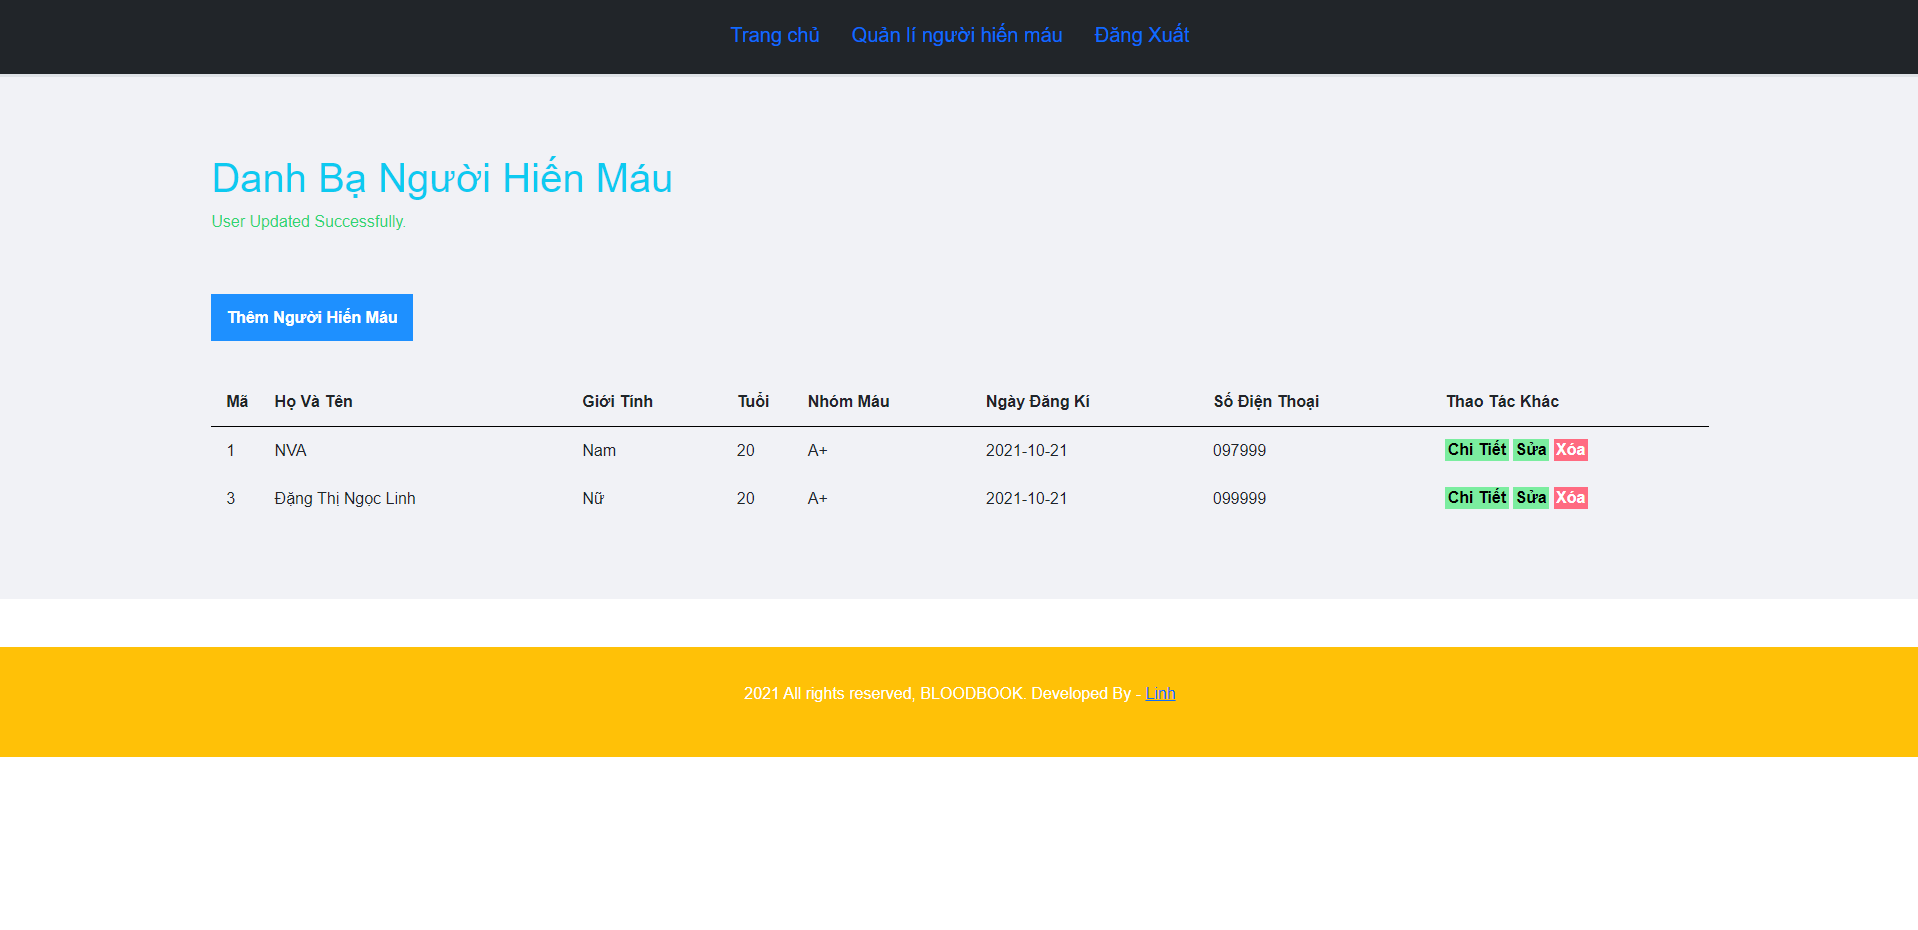 Trang chủ Quản lí người hiến máu Đăng Xuất
Danh Bạ Người Hiến Máu
User Updated Successfully.
Thêm Người Hiến Máu
Mã Họ Và Tên Giới Tính Tuổi Nhóm Máu Ngày Đăng Kí Số Điện Thoại Thao Tác Khác
1 NVA Nam 20 A+ 2021-10-21 097999 Chi Tiết Sửa Xóa
3 Đặng Thị Ngọc Linh Nữ 20 A+ 2021-10-21 099999 Chi Tiết Sửa Xóa
2021 All rights reserved, BLOODBOOK. Developed By - Linh